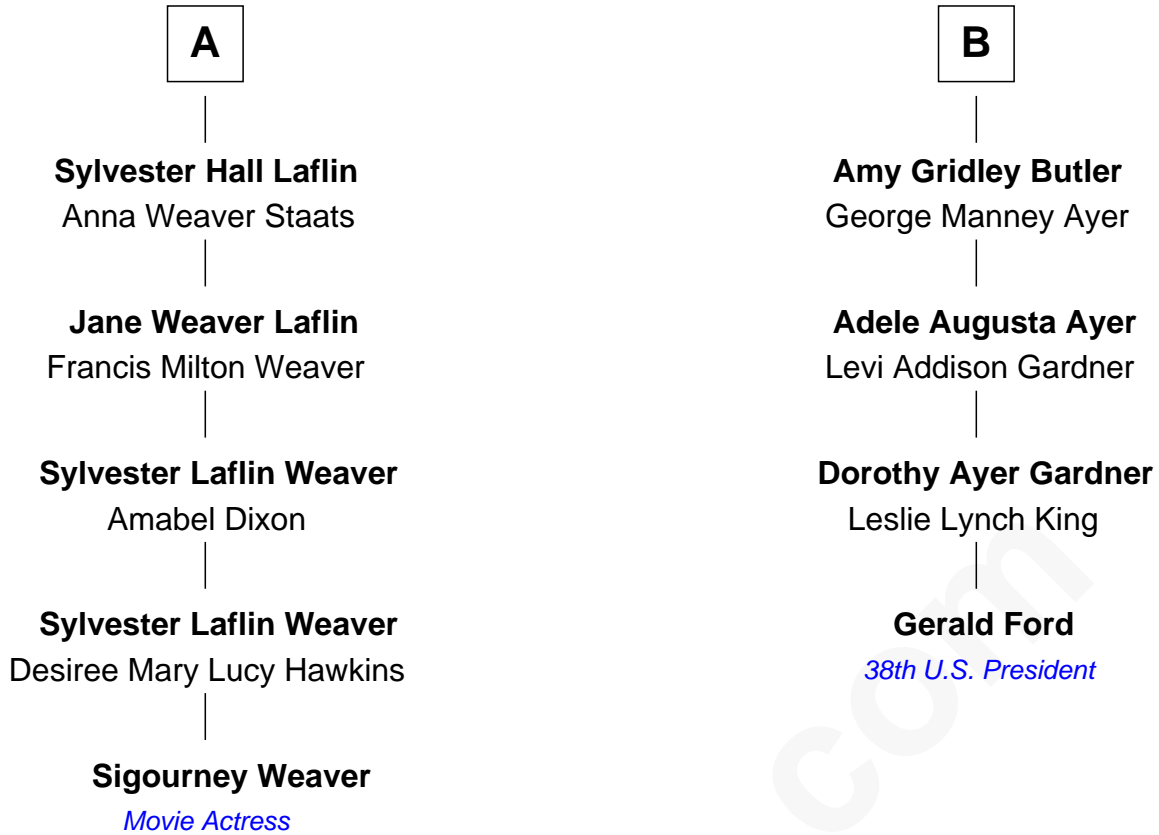 A
Sylvester Hall Laflin
Anna Weaver Staats
Jane Weaver Laflin
Francis Milton Weaver
Sylvester Laflin Weaver
Amabel Dixon
Sylvester Laflin Weaver
Desiree Mary Lucy Hawkins
Sigourney Weaver
Movie Actress
B
Amy Gridley Butler
George Manney Ayer
Adele Augusta Ayer
Levi Addison Gardner
Dorothy Ayer Gardner
Leslie Lynch King
Gerald Ford
38th U.S. President
com